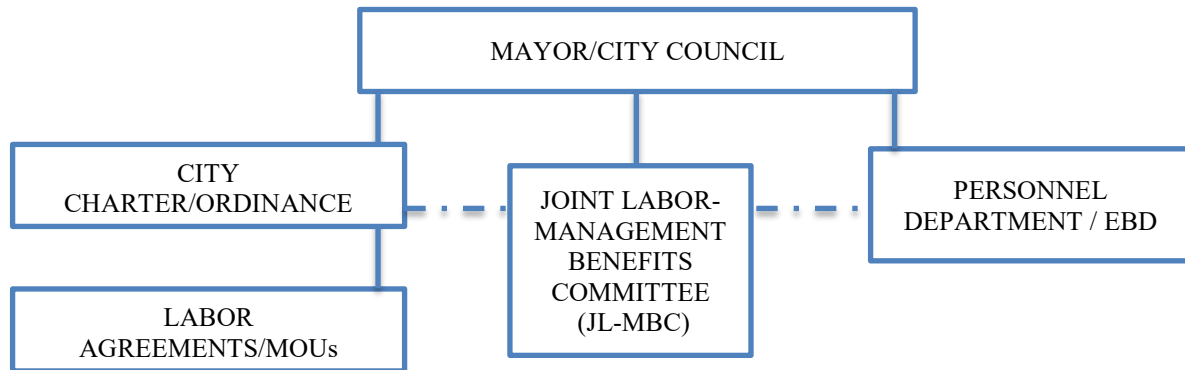 MAYOR/CITY COUNCIL
CITY
CHARTER/ORDINANCE
JOINT LABOR-
MANAGEMENT
BENEFITS
COMMITTEE
(JL-MBC)
PERSONNEL
DEPARTMENT / EBD
LABOR
AGREEMENTS/MOUs